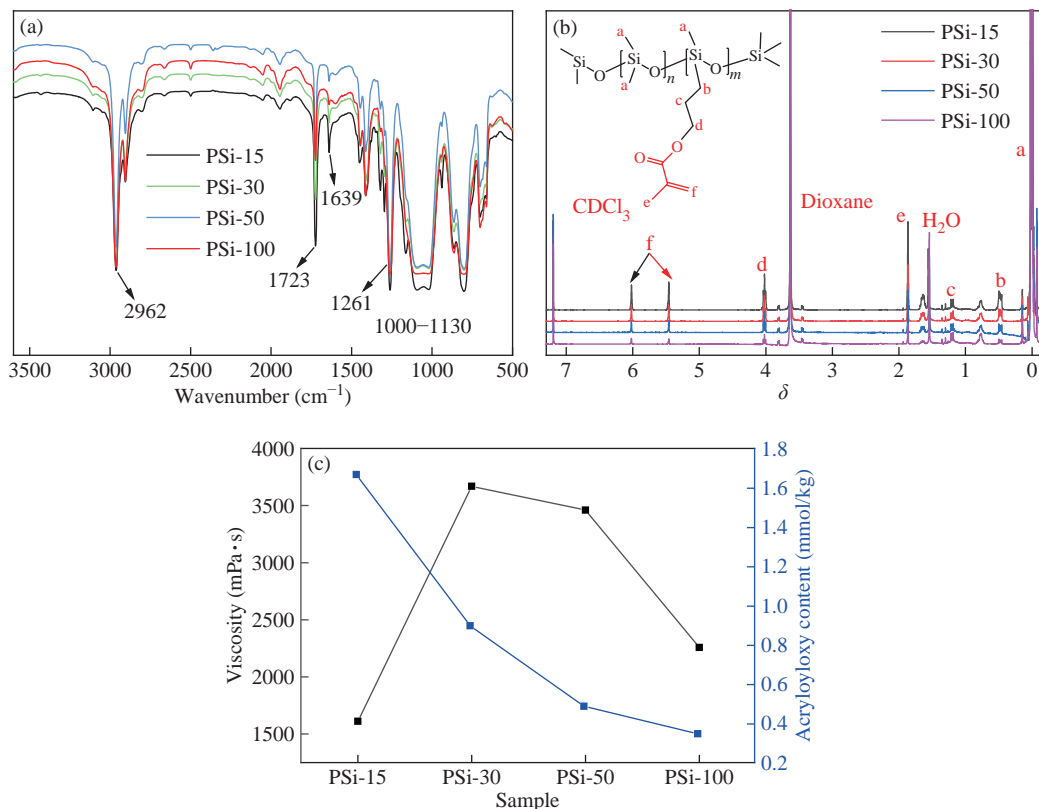 (a)
PSi-15
PSi-30
PSi-50
PSi-100
1639
1723
2962
1261
1000−1130
3500 3000 2500 2000 1500 1000 500
Wavenumber (cm⁻¹)
(b)
a a
Si O Si O n Si O m Si
a b
c
d
O
O
e f
CDCl₃
Dioxane
PSi-15
PSi-30
PSi-50
PSi-100
a
f
d
e
H₂O
c
b
7 6 5 4 3 2 1 0
δ
(c)
4000
3500
3000
2500
2000
1500
Viscosity (mPa•s)
1.8
1.6
1.4
1.2
1.0
0.8
0.6
0.4
0.2
Acryloyloxy content (mmol/kg)
PSi-15 PSi-30 PSi-50 PSi-100
Sample